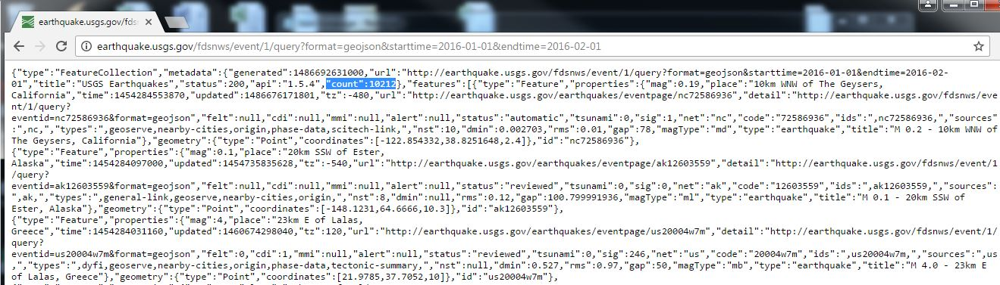 earthquake.usgs.gov/fdsn
earthquake.usgs.gov/fdsnws/event/1/query?format=geojson&starttime=2016-01-01&endtime=2016-02-01
{"type":"FeatureCollection","metadata":{"generated":1486692631000,"url":"http://earthquake.usgs.gov/fdsnws/event/1/query?format=geojson&starttime=2016-01-01&endtime=2016-02-
01","title":"USGS Earthquakes","status":200,"api":"1.5.4","count":10212},"features":[{"type":"Feature","properties":{"mag":0.19,"place":"10km WNW of The Geysers,
California","time":1454284553870,"updated":1486676171801,"tz":-480,"url":"http://earthquake.usgs.gov/earthquakes/eventpage/nc72586936","detail":"http://earthquake.usgs.gov/fdsnws/eve
nt/1/query?
eventid=nc72586936&format=geojson","felt":null,"cdi":null,"mmi":null,"alert":null,"status":"automatic","tsunami":0,"sig":1,"net":"nc","code":"72586936","ids":",nc72586936,","sources"
:",nc,","types":",geoserve,nearby-cities,origin,phase-data,scitech-link,","nst":10,"dmin":0.002703,"rms":0.01,"gap":78,"magType":"md","type":"earthquake","title":"M 0.2 - 10km WNW of
The Geysers, California"},"geometry":{"type":"Point","coordinates":[-122.854332,38.8251648,2.4]},"id":"nc72586936"},
{"type":"Feature","properties":{"mag":0.1,"place":"20km SSW of Ester,
Alaska","time":1454284097000,"updated":1454735835628,"tz":-540,"url":"http://earthquake.usgs.gov/earthquakes/eventpage/ak12603559","detail":"http://earthquake.usgs.gov/fdsnws/event/1
/query?
eventid=ak12603559&format=geojson","felt":null,"cdi":null,"mmi":null,"alert":null,"status":"reviewed","tsunami":0,"sig":0,"net":"ak","code":"12603559","ids":",ak12603559,","sources":
",ak,","types":",general-link,geoserve,nearby-cities,origin,","nst":8,"dmin":null,"rms":0.12,"gap":100.799991936,"magType":"ml","type":"earthquake","title":"M 0.1 - 20km SSW of
Ester, Alaska"},"geometry":{"type":"Point","coordinates":[-148.1231,64.6666,10.3]},"id":"ak12603559"},
{"type":"Feature","properties":{"mag":4,"place":"23km E of Lalas,
Greece","time":1454284031160,"updated":1460674298040,"tz":120,"url":"http://earthquake.usgs.gov/earthquakes/eventpage/us20004w7m","detail":"http://earthquake.usgs.gov/fdsnws/event/1/
query?
eventid=us20004w7m&format=geojson","felt":0,"cdi":1,"mmi":null,"alert":null,"status":"reviewed","tsunami":0,"sig":246,"net":"us","code":"20004w7m","ids":",us20004w7m,","sources":",us
,","types":",dyfi,geoserve,nearby-cities,origin,phase-data,tectonic-summary,","nst":null,"dmin":0.527,"rms":0.97,"gap":50,"magType":"mb","type":"earthquake","title":"M 4.0 - 23km E
of Lalas, Greece"},"geometry":{"type":"Point","coordinates":[21.9785,37.7052,10]},"id":"us20004w7m"},